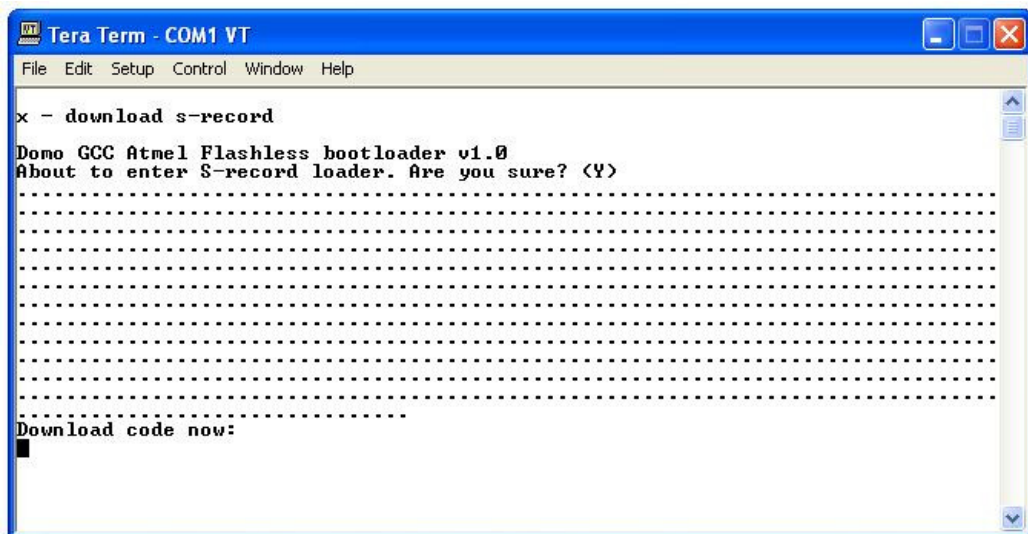 Tera Term - COM1 VT
File Edit Setup Control Window Help
x - download s-record
Domo GCC Atmel Flashless bootloader v1.0
About to enter S-record loader. Are you sure? (Y)
................................................................................
................................................................................
................................................................................
................................................................................
................................................................................
................................................................................
................................................................................
................................................................................
................................................................................
................................................................................
................................................................................
................................................................................
................................
Download code now: